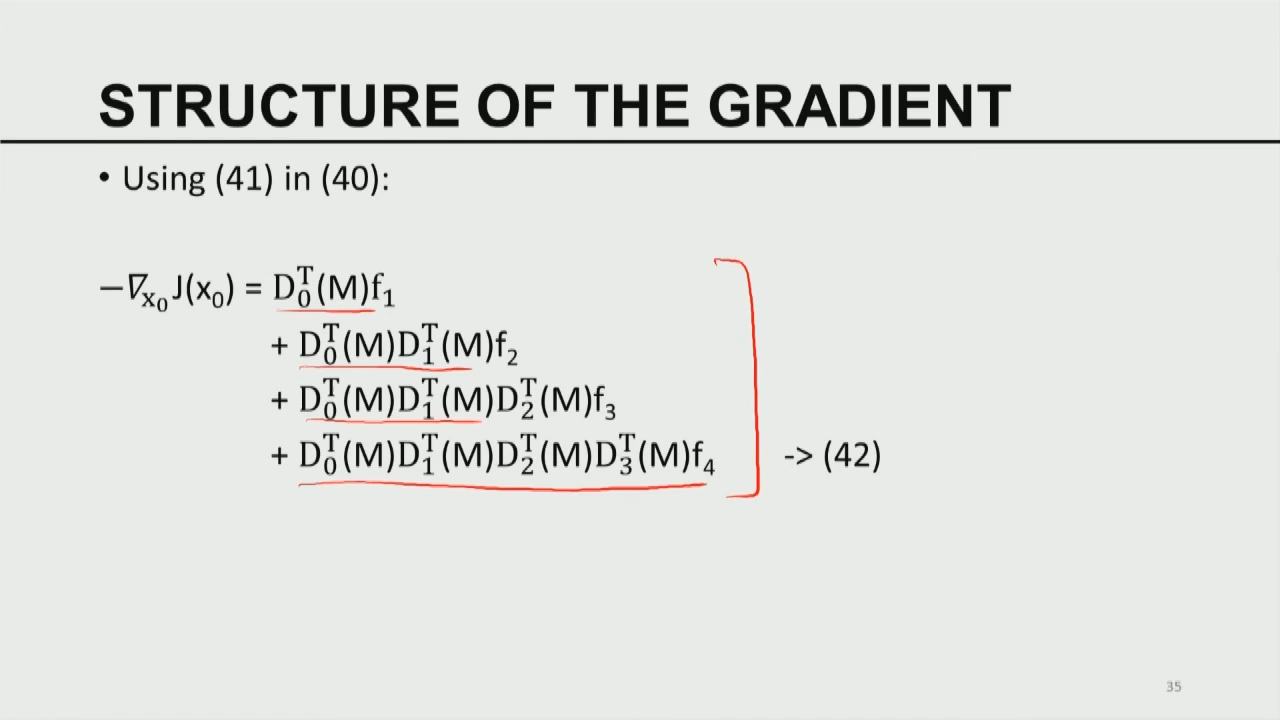 STRUCTURE OF THE GRADIENT
• Using (41) in (40):
−∇ₓ₀J(x₀) = D₀ᵀ(M)f₁
+ D₀ᵀ(M)D₁ᵀ(M)f₂
+ D₀ᵀ(M)D₁ᵀ(M)D₂ᵀ(M)f₃
+ D₀ᵀ(M)D₁ᵀ(M)D₂ᵀ(M)D₃ᵀ(M)f₄ -> (42)
35